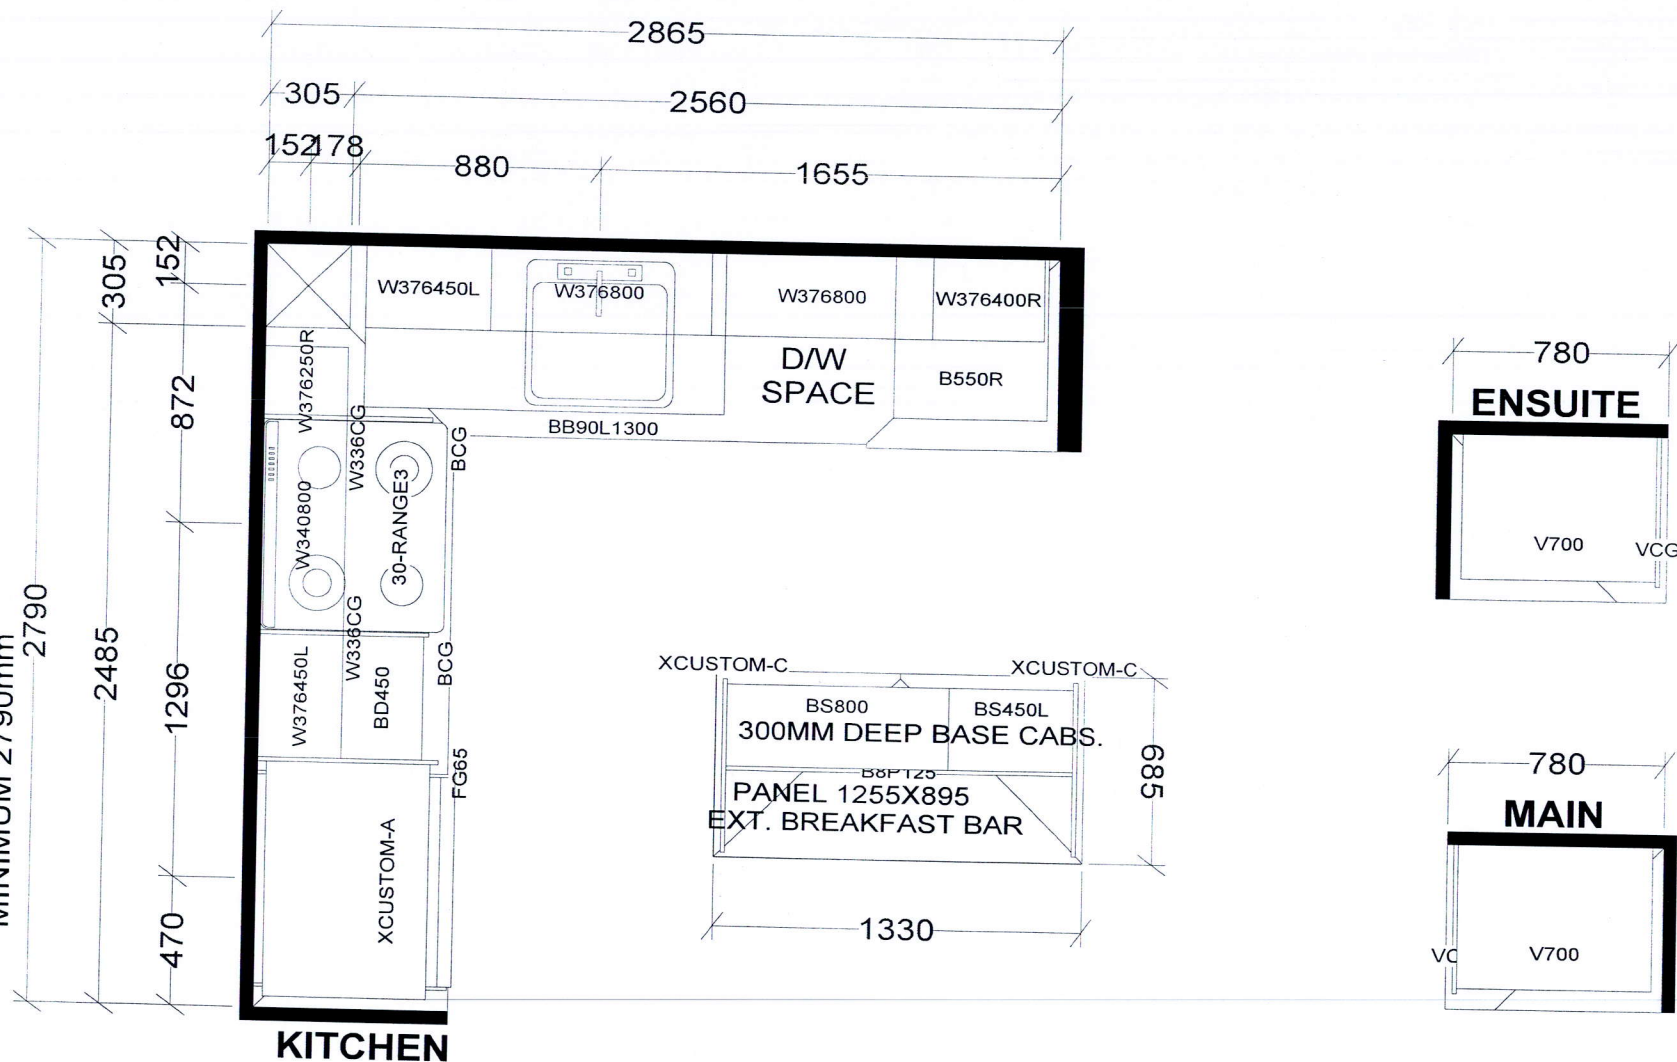 2865
305
2560
152
178
880
1655
152
305
872
2790
2485
1296
470
MINIMUM 2790mm
W376450L
W376800
W376800
W376400R
D/W
SPACE
B550R
BB90L1300
W376250R
W336CG
BCG
W340800
30-RANGE3
W336CG
BCG
W376450L
BD450
FG65
XCUSTOM-A
KITCHEN
XCUSTOM-C
XCUSTOM-C
BS800
BS450L
300MM DEEP BASE CABS.
PANEL 1255X895
EXT. BREAKFAST BAR
685
1330
780
ENSUITE
V700
VCG
780
MAIN
VC
V700